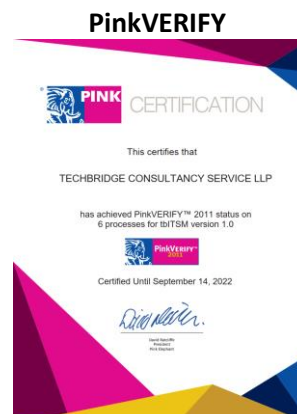 PinkVERIFY
PINK CERTIFICATION
This certifies that
TECHBRIDGE CONSULTANCY SERVICE LLP
has achieved PinkVERIFY™ 2011 status on
6 processes for tbITSM version 1.0
PINKVERIFY™
2011
Certified Until September 14, 2022
David Ratcliffe
President
Pink Elephant